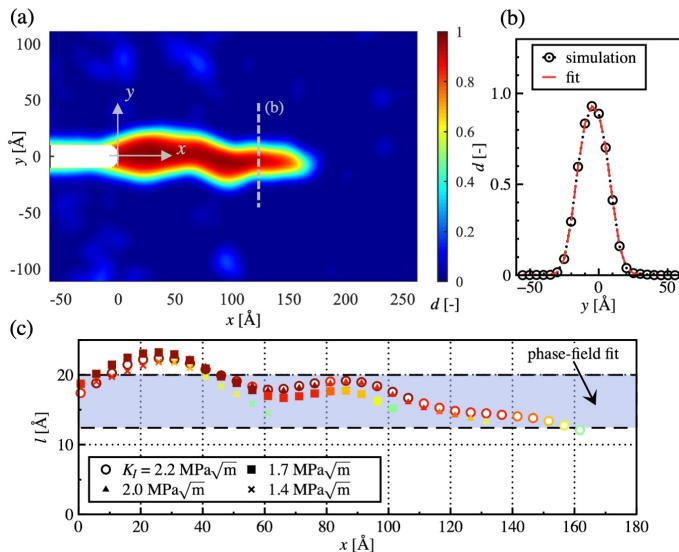 (a)
(b)
100
50
0
-50
-100
y [Å]
y
x
(b)
-50
0
50
100
150
200
250
x [Å]
1
0.8
0.6
0.4
0.2
0
d [-]
simulation
fit
1.0
0.5
0
d [-]
-50
0
50
y [Å]
(c)
30
20
10
0
l [Å]
phase-field fit
K_I = 2.2 MPa√m
1.7 MPa√m
2.0 MPa√m
1.4 MPa√m
0
20
40
60
80
100
120
140
160
180
x [Å]